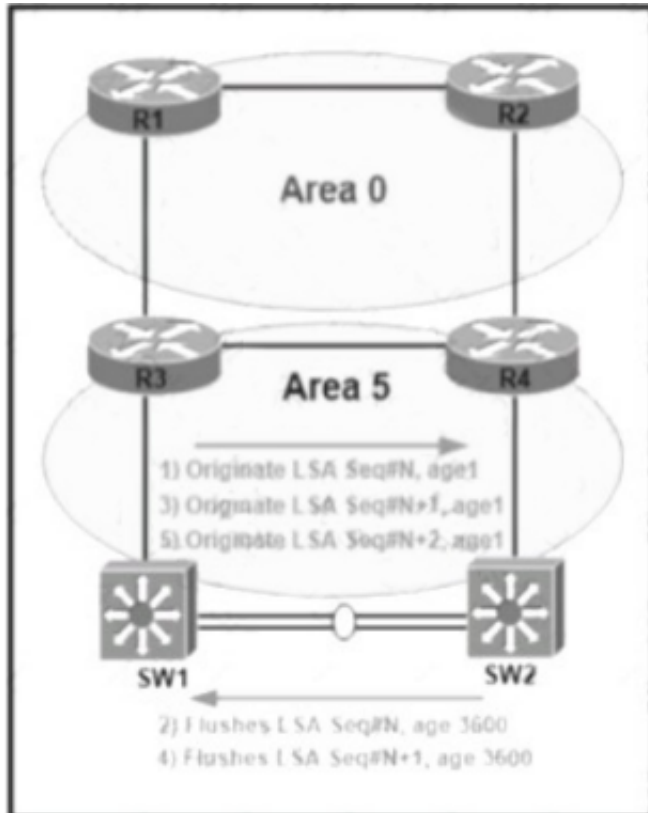 R1
R2
Area 0
R3
R4
Area 5
1) Originate LSA Seq#N, age1
3) Originate LSA Seq#N+1, age1
5) Originate LSA Seq#N+2, age1
SW1
SW2
2) Flushes LSA Seq#N, age 3600
4) Flushes LSA Seq#N+1, age 3600